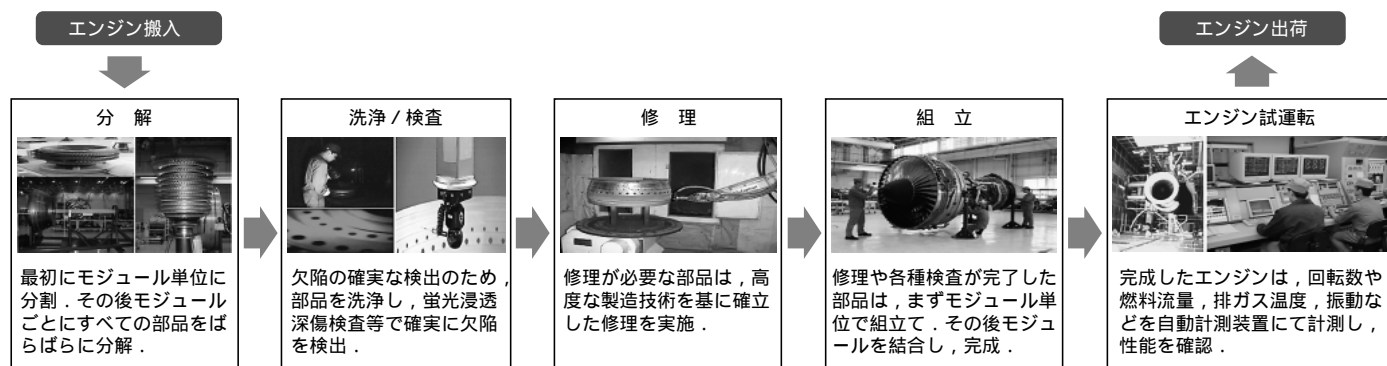 エンジン搬入
エンジン出荷
分　解
最初にモジュール単位に
分割．その後モジュール
ごとにすべての部品をば
らばらに分解．
洗浄 / 検査
欠陥の確実な検出のため，
部品を洗浄し，蛍光浸透
深傷検査等で確実に欠陥
を検出．
修　理
修理が必要な部品は，高
度な製造技術を基に確立
した修理を実施．
組　立
修理や各種検査が完了した
部品は，まずモジュール単
位で組立て．その後モジュ
ールを結合し，完成．
エンジン試運転
完成したエンジンは，回転数や
燃料流量，排ガス温度，振動な
どを自動計測装置にて計測し，
性能を確認．